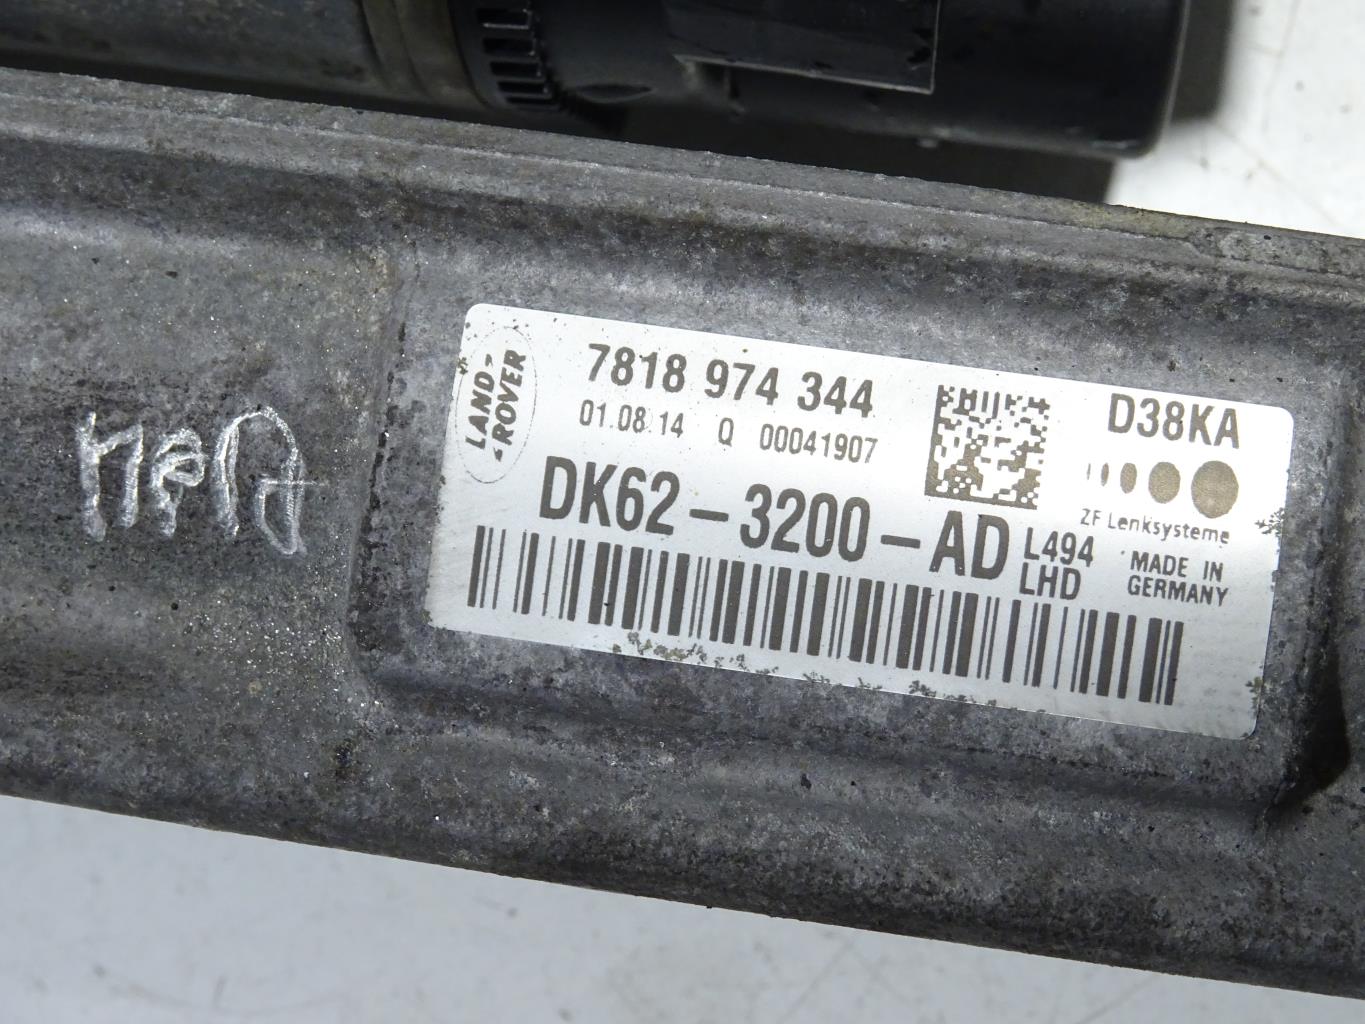 LAND-
ROVER
7818 974 344
01.08.14 Q 00041907
D38KA
ZF Lenksysteme
DK62-3200-AD
L494
LHD
MADE IN
GERMANY